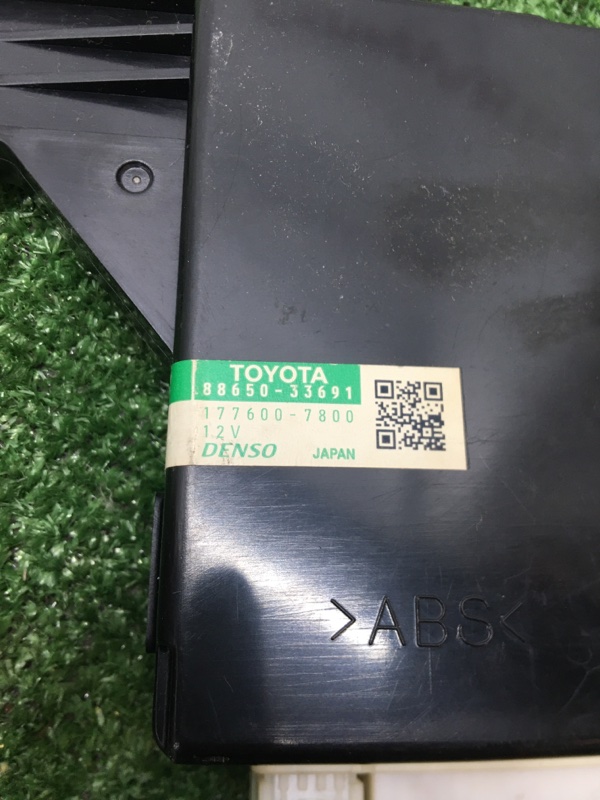 TOYOTA
88650-33691
177600-7800
12V
DENSO JAPAN
>ABS<